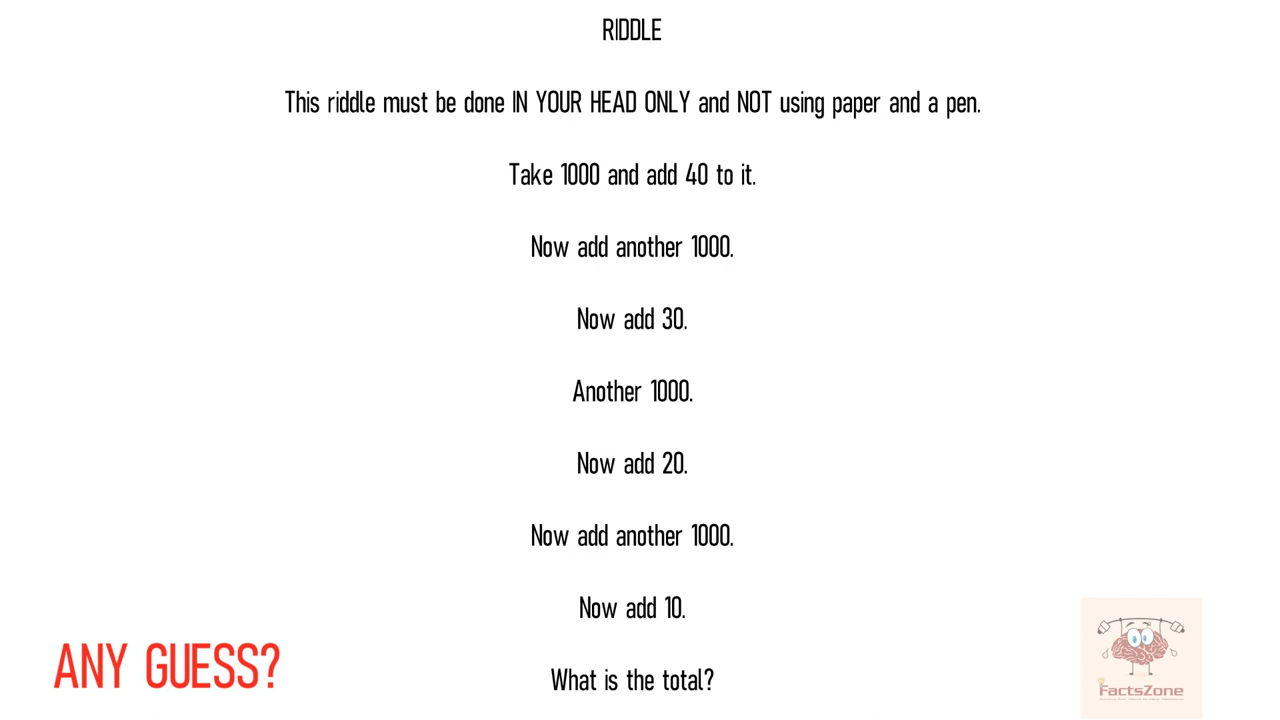 RIDDLE
This riddle must be done IN YOUR HEAD ONLY and NOT using paper and a pen.
Take 1000 and add 40 to it.
Now add another 1000.
Now add 30.
Another 1000.
Now add 20.
Now add another 1000.
Now add 10.
ANY GUESS?
What is the total?
FactsZone